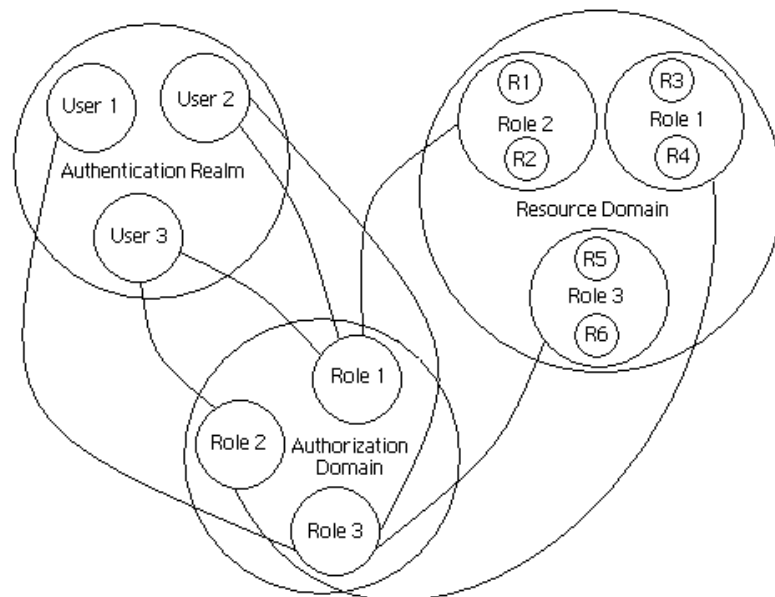 User 1
User 2
Authentication Realm
User 3
R1
Role 2
R2
R3
Role 1
R4
Resource Domain
R5
Role 3
R6
Role 1
Role 2
Authorization
Domain
Role 3